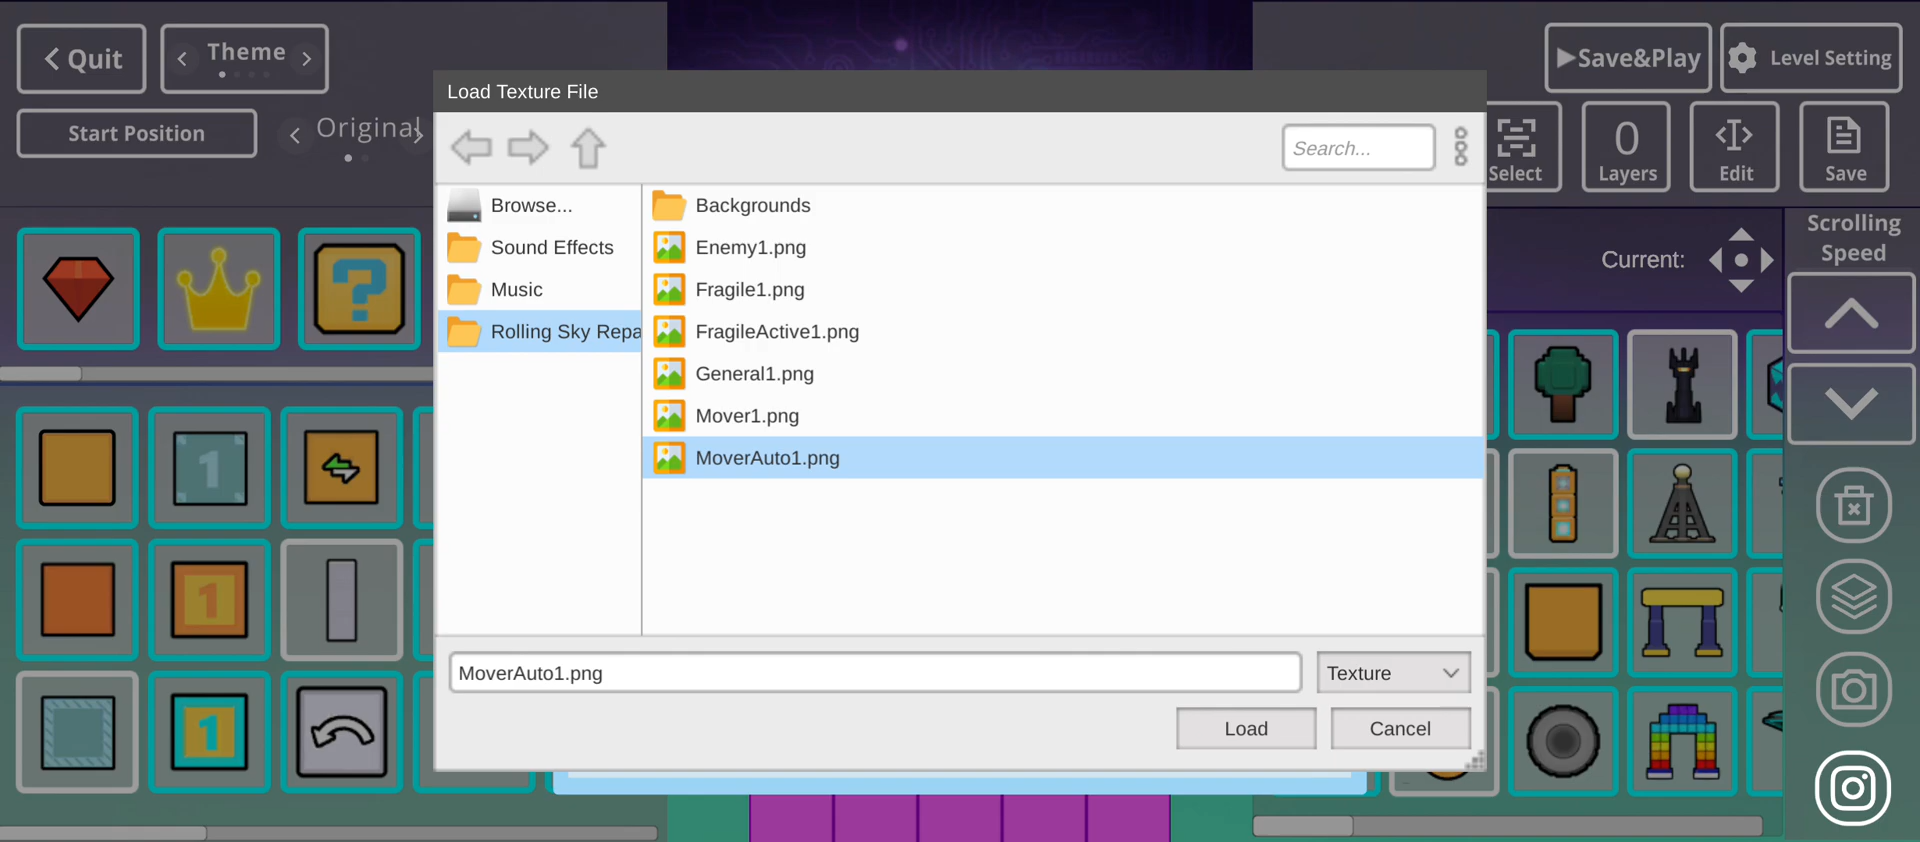 Quit
Theme
Start Position
Original
Save&Play
Level Setting
Select
0
Layers
Edit
Save
Load Texture File
Search...
Browse...
Sound Effects
Music
Rolling Sky Repa
Backgrounds
Enemy1.png
Fragile1.png
FragileActive1.png
General1.png
Mover1.png
MoverAuto1.png
MoverAuto1.png
Texture
Load
Cancel
Current:
Scrolling
Speed
?
1
1
1